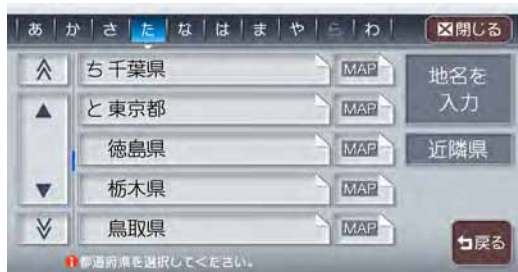 あ か さ た な は ま や ら わ 閉じる
ち 千葉県 MAP
と 東京都 MAP
徳島県 MAP
栃木県 MAP
鳥取県 MAP
地名を
入力
近隣県
戻る
都道府県を選択してください。